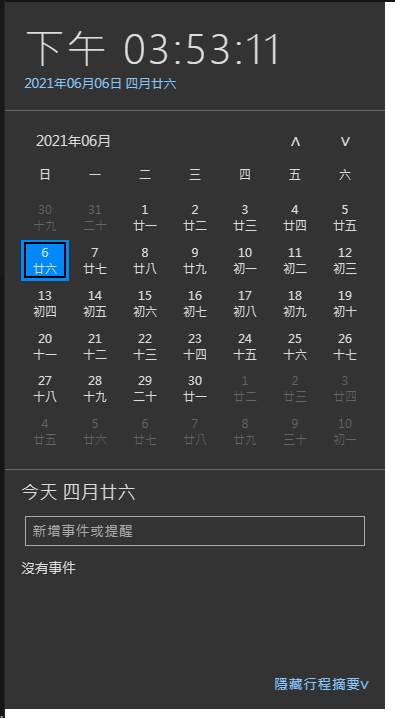 下午 03:53:11
2021年06月06日 四月廿六
2021年06月 ∧ ∨
日 一 二 三 四 五 六
30 31 1 2 3 4 5
十九 二十 廿一 廿二 廿三 廿四 廿五
6 7 8 9 10 11 12
廿六 廿七 廿八 廿九 初一 初二 初三
13 14 15 16 17 18 19
初四 初五 初六 初七 初八 初九 初十
20 21 22 23 24 25 26
十一 十二 十三 十四 十五 十六 十七
27 28 29 30 1 2 3
十八 十九 二十 廿一 廿二 廿三 廿四
4 5 6 7 8 9 10
廿五 廿六 廿七 廿八 廿九 三十 初一
今天 四月廿六
新增事件或提醒
沒有事件
隱藏行程摘要∨